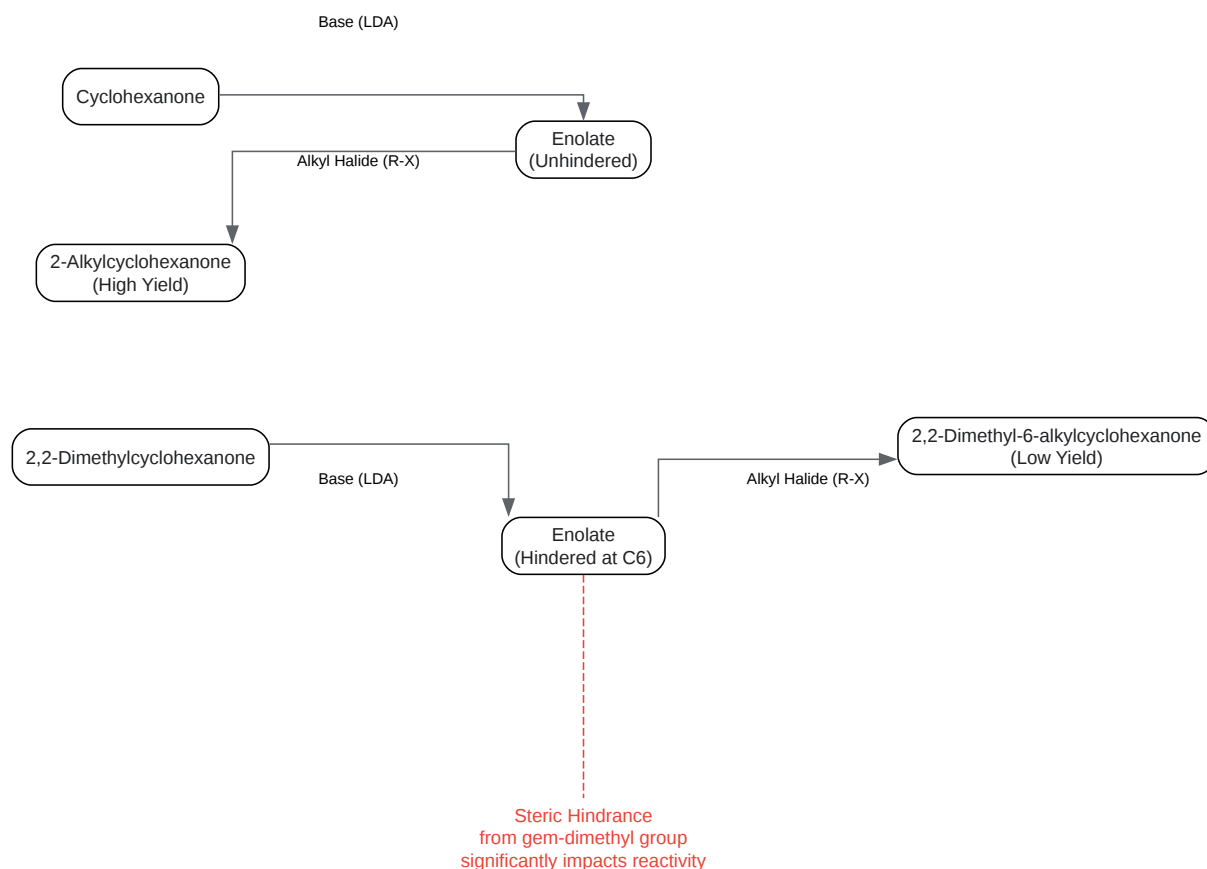 Base (LDA)
Cyclohexanone
Enolate
(Unhindered)
Alkyl Halide (R-X)
2-Alkylcyclohexanone
(High Yield)
2,2-Dimethylcyclohexanone
Base (LDA)
Enolate
(Hindered at C6)
Alkyl Halide (R-X)
2,2-Dimethyl-6-alkylcyclohexanone
(Low Yield)
Steric Hindrance
from gem-dimethyl group
significantly impacts reactivity